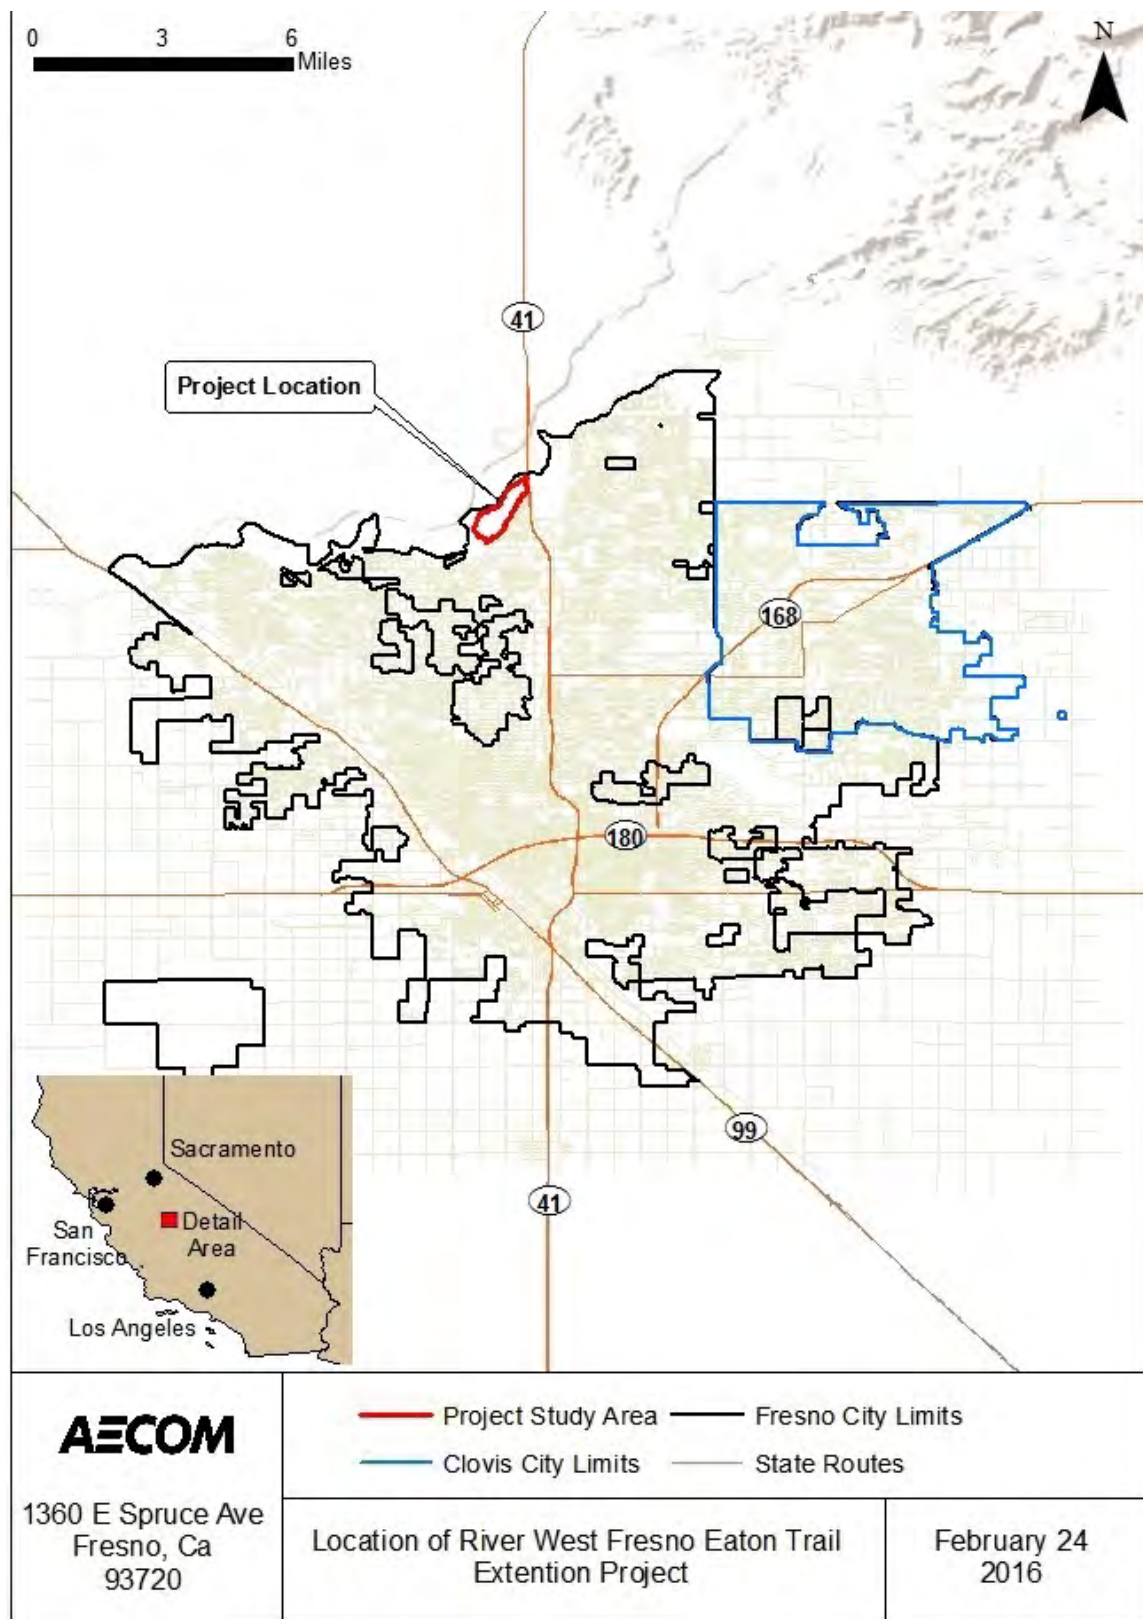 0 3 6
Miles
N
41
Project Location
168
180
99
41
Sacramento
San
Francisco
Detail
Area
Los Angeles
AECOM
1360 E Spruce Ave
Fresno, Ca
93720
Project Study Area
Fresno City Limits
Clovis City Limits
State Routes
Location of River West Fresno Eaton Trail
Extention Project
February 24
2016